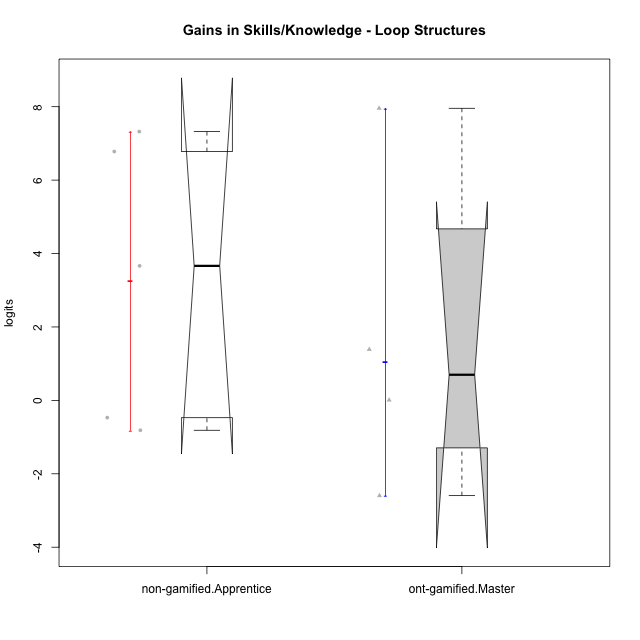 Gains in Skills/Knowledge - Loop Structures
logits
8
6
4
2
0
-2
-4
non-gamified.Apprentice
ont-gamified.Master